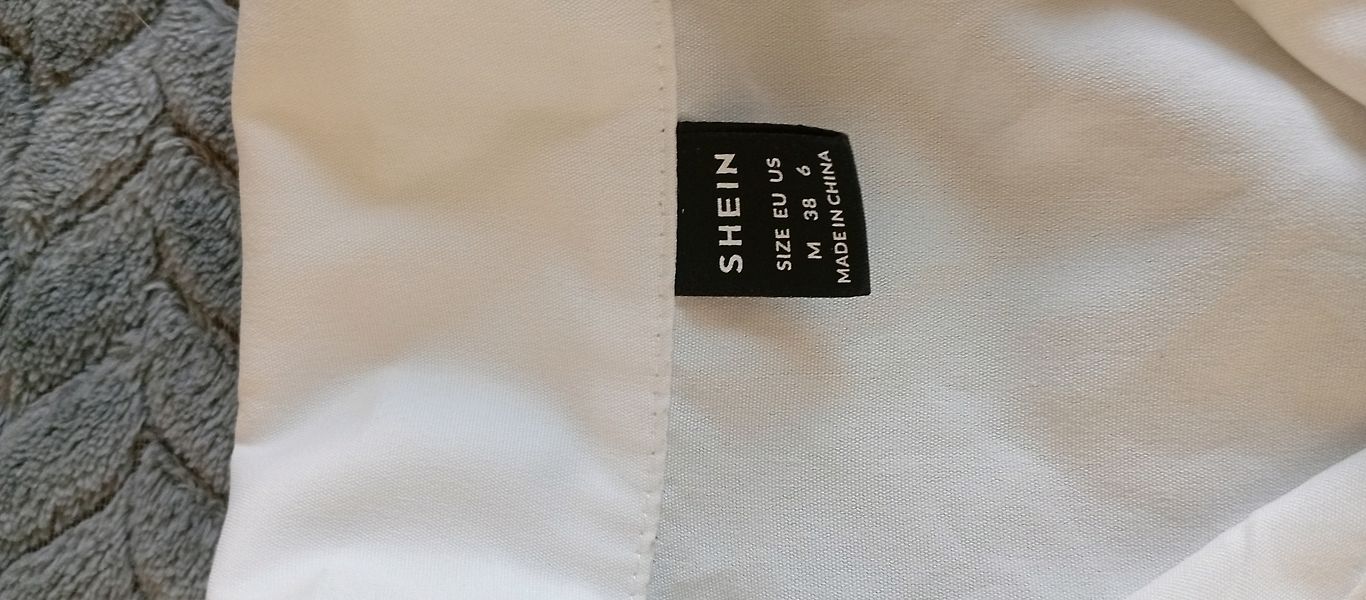 SHEIN
SIZE EU US
M 38 6
MADE IN CHINA